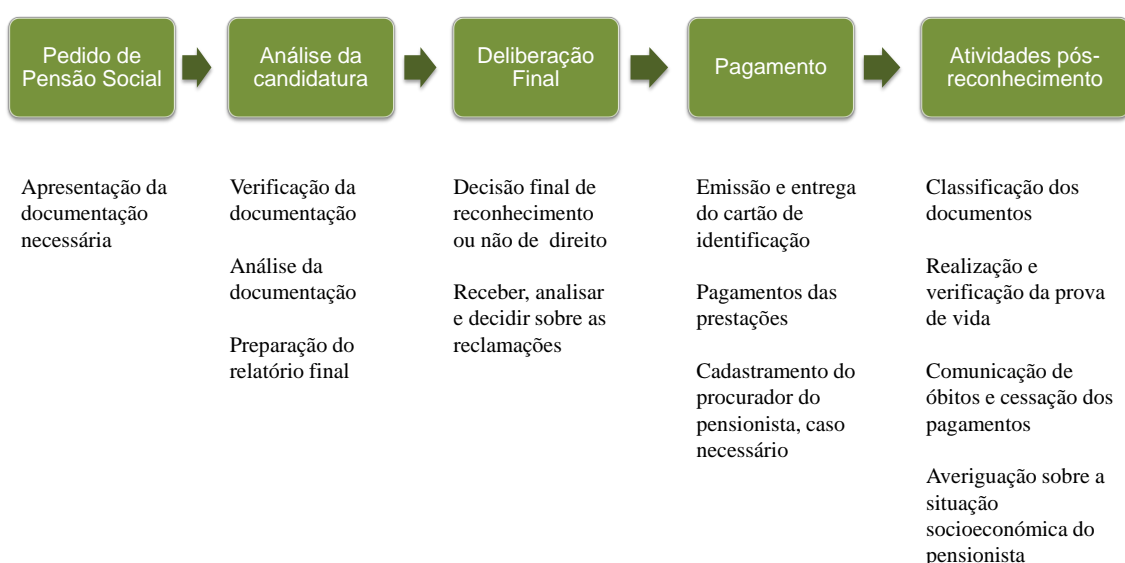 Pedido de
Pensão Social
Análise da
candidatura
Deliberação
Final
Pagamento
Atividades pós-
reconhecimento
Apresentação da
documentação
necessária
Verificação da
documentação
Análise da
documentação
Preparação do
relatório final
Decisão final de
reconhecimento
ou não de direito
Receber, analisar
e decidir sobre as
reclamações
Emissão e entrega
do cartão de
identificação
Pagamentos das
prestações
Cadastramento do
procurador do
pensionista, caso
necessário
Classificação dos
documentos
Realização e
verificação da prova
de vida
Comunicação de
óbitos e cessação dos
pagamentos
Averiguação sobre a
situação
socioeconómica do
pensionista